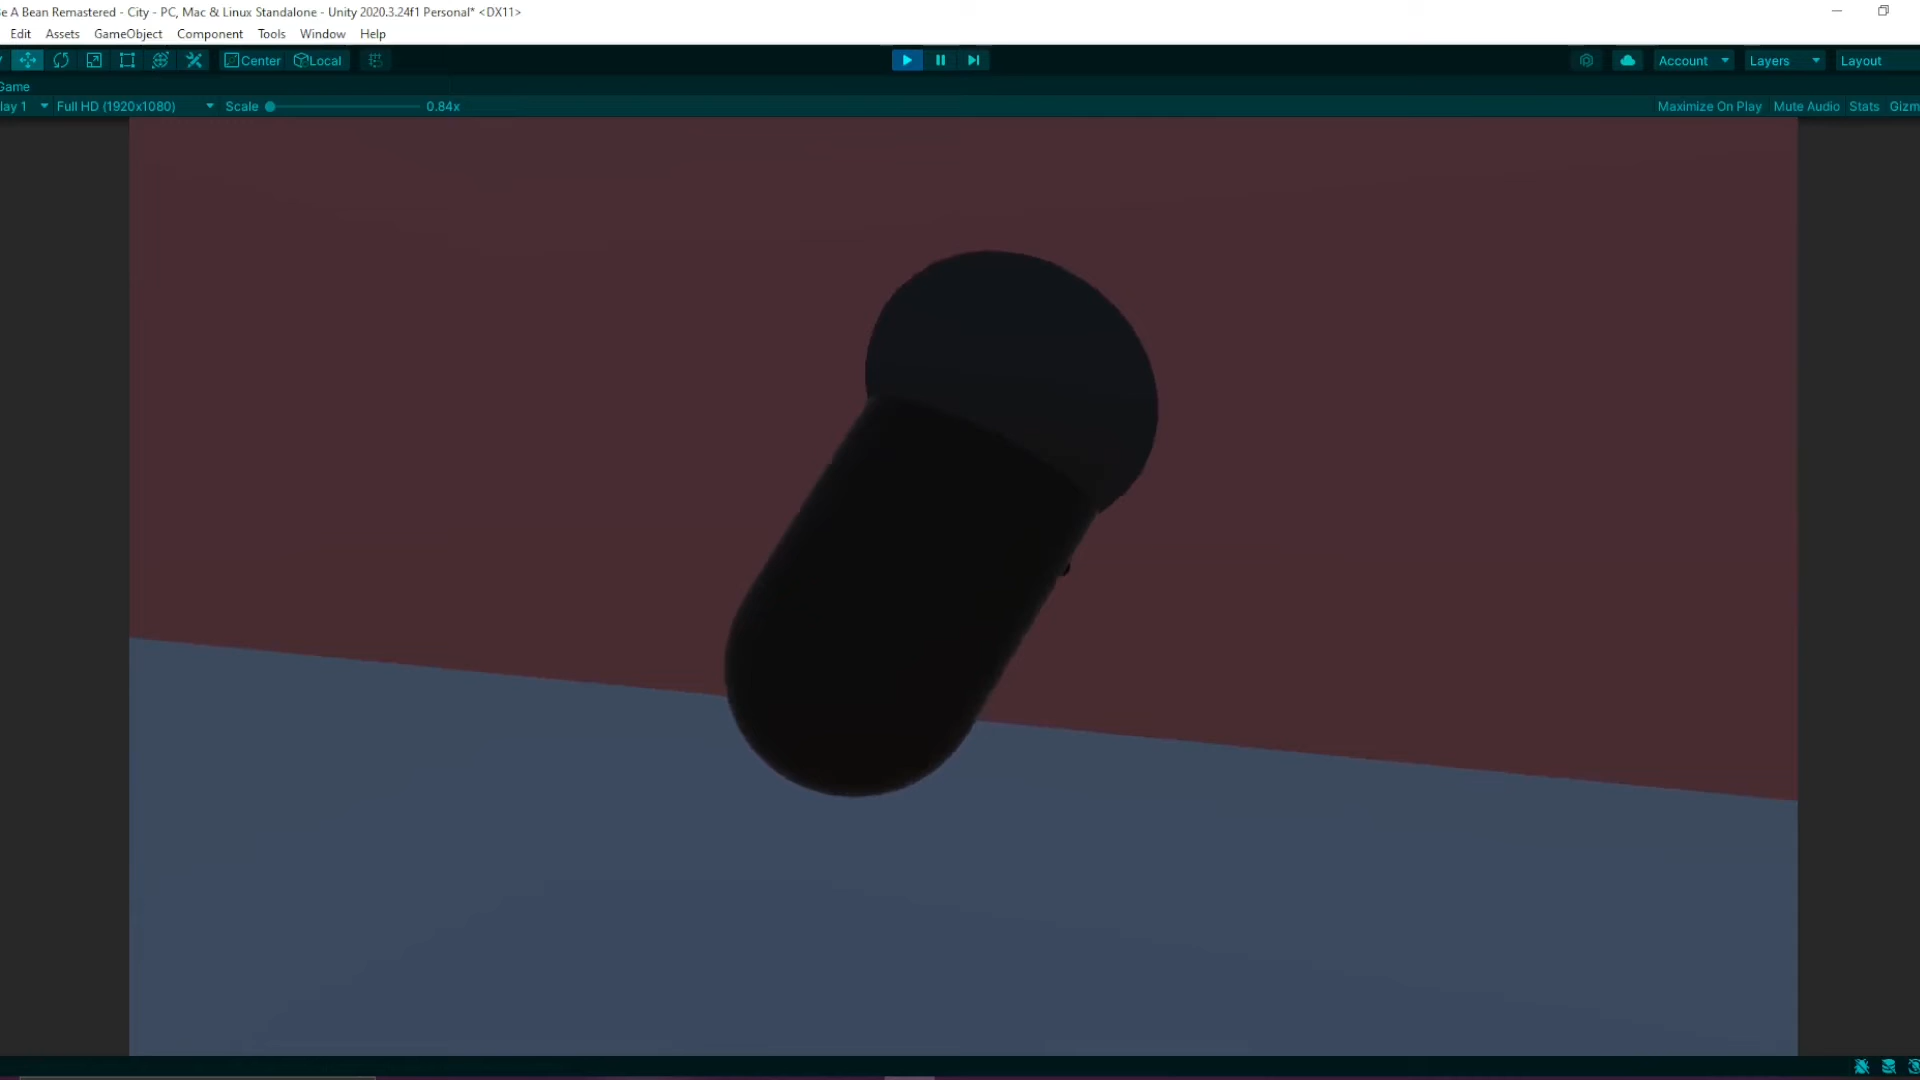 e A Bean Remastered - City - PC, Mac & Linux Standalone - Unity 2020.3.24f1 Personal* <DX11>
Edit Assets GameObject Component Tools Window Help
Center Local Account Layers Layout
Game
lay 1 Full HD (1920x1080) Scale 0.84x Maximize On Play Mute Audio Stats Gizm